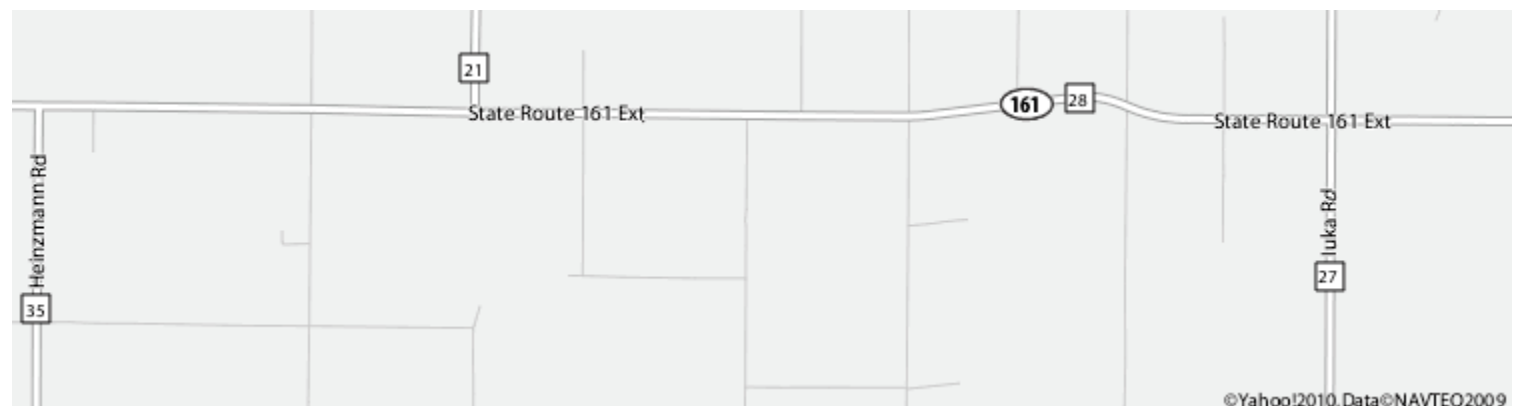 21
State Route 161 Ext
161
28
State Route 161 Ext
Heinzmann Rd
Iuka Rd
27
35
©Yahoo!2010,Data©NAVTEQ2009